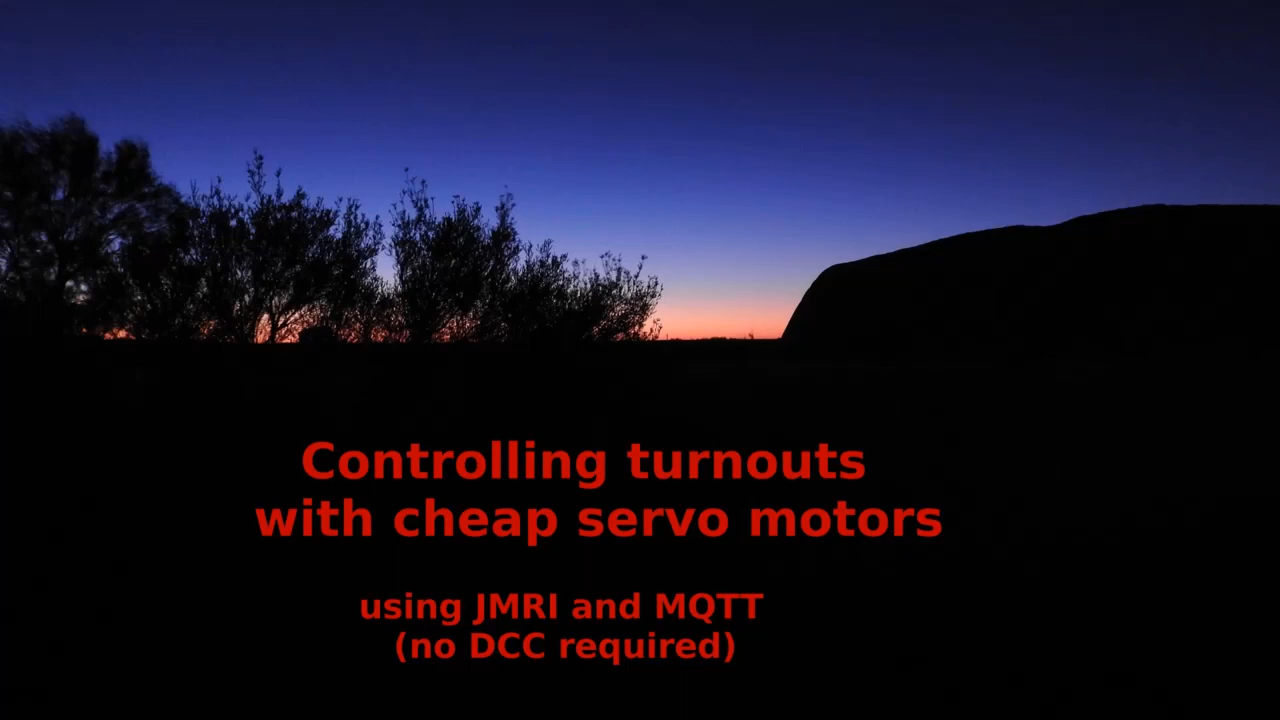 Controlling turnouts
with cheap servo motors
using JMRI and MQTT
(no DCC required)